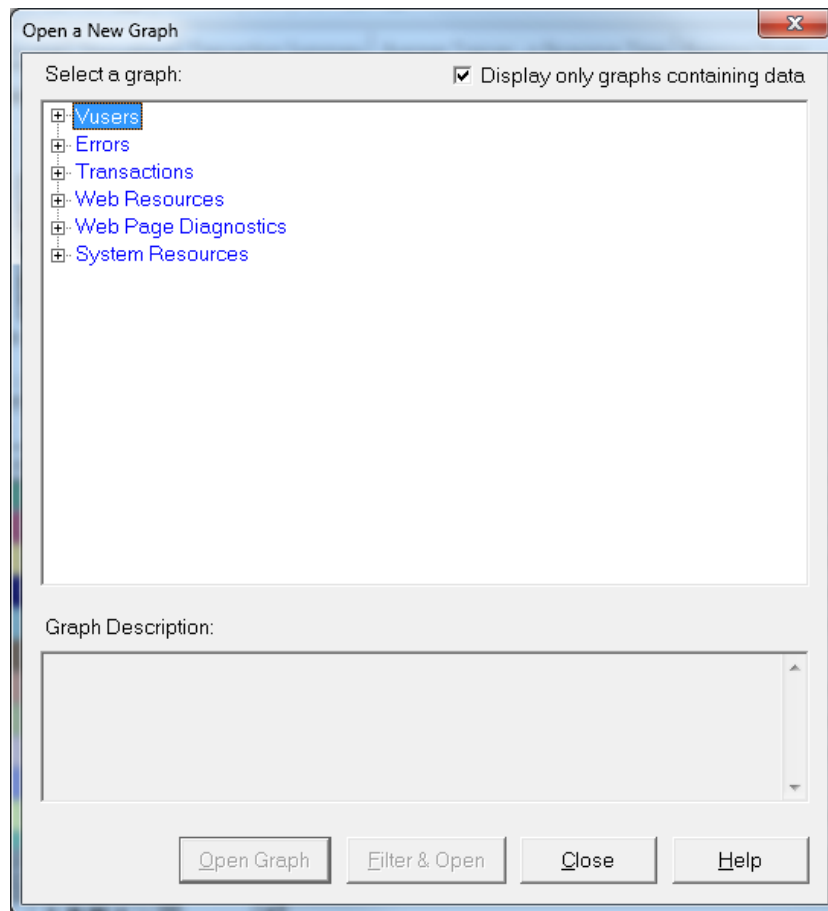 Open a New Graph
Select a graph: Display only graphs containing data
Vusers
Errors
Transactions
Web Resources
Web Page Diagnostics
System Resources
Graph Description:
Open Graph Filter & Open Close Help